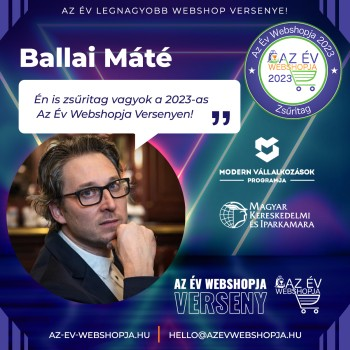 AZ ÉV LEGNAGYOBB WEBSHOP VERSENYE!
Ballai Máté
Én is zsűritag vagyok a 2023-as
Az Év Webshopja Versenyen!
Az Év Webshopja 2023
AZ ÉV
WEBSHOPJA
2023
Zsűritag
MODERN VÁLLALKOZÁSOK
PROGRAMJA
MAGYAR
KERESKEDELMI
ÉS IPARKAMARA
AZ ÉV WEBSHOPJA
VERSENY
AZ ÉV
WEBSHOPJA
AZ-EV-WEBSHOPJA.HU | HELLO@AZEVWEBSHOPJA.HU